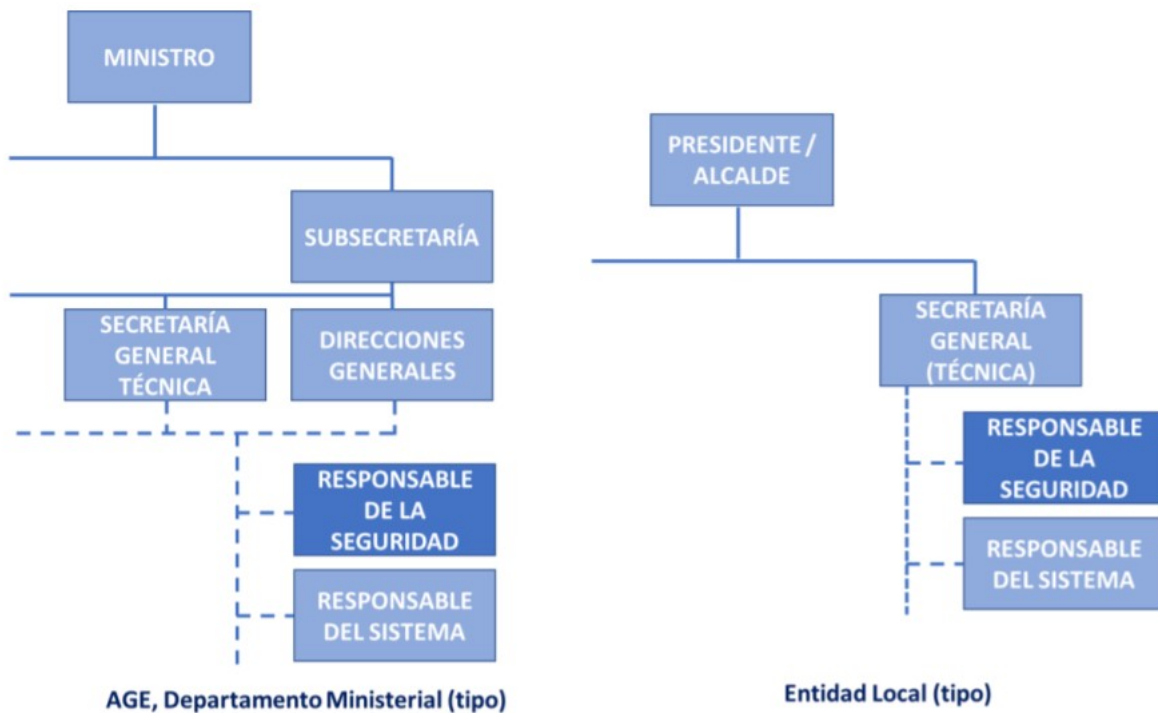 MINISTRO
SUBSECRETARÍA
SECRETARÍA
GENERAL
TÉCNICA
DIRECCIONES
GENERALES
RESPONSABLE
DE LA
SEGURIDAD
RESPONSABLE
DEL SISTEMA
AGE, Departamento Ministerial (tipo)
PRESIDENTE /
ALCALDE
SECRETARÍA
GENERAL
(TÉCNICA)
RESPONSABLE
DE LA
SEGURIDAD
RESPONSABLE
DEL SISTEMA
Entidad Local (tipo)